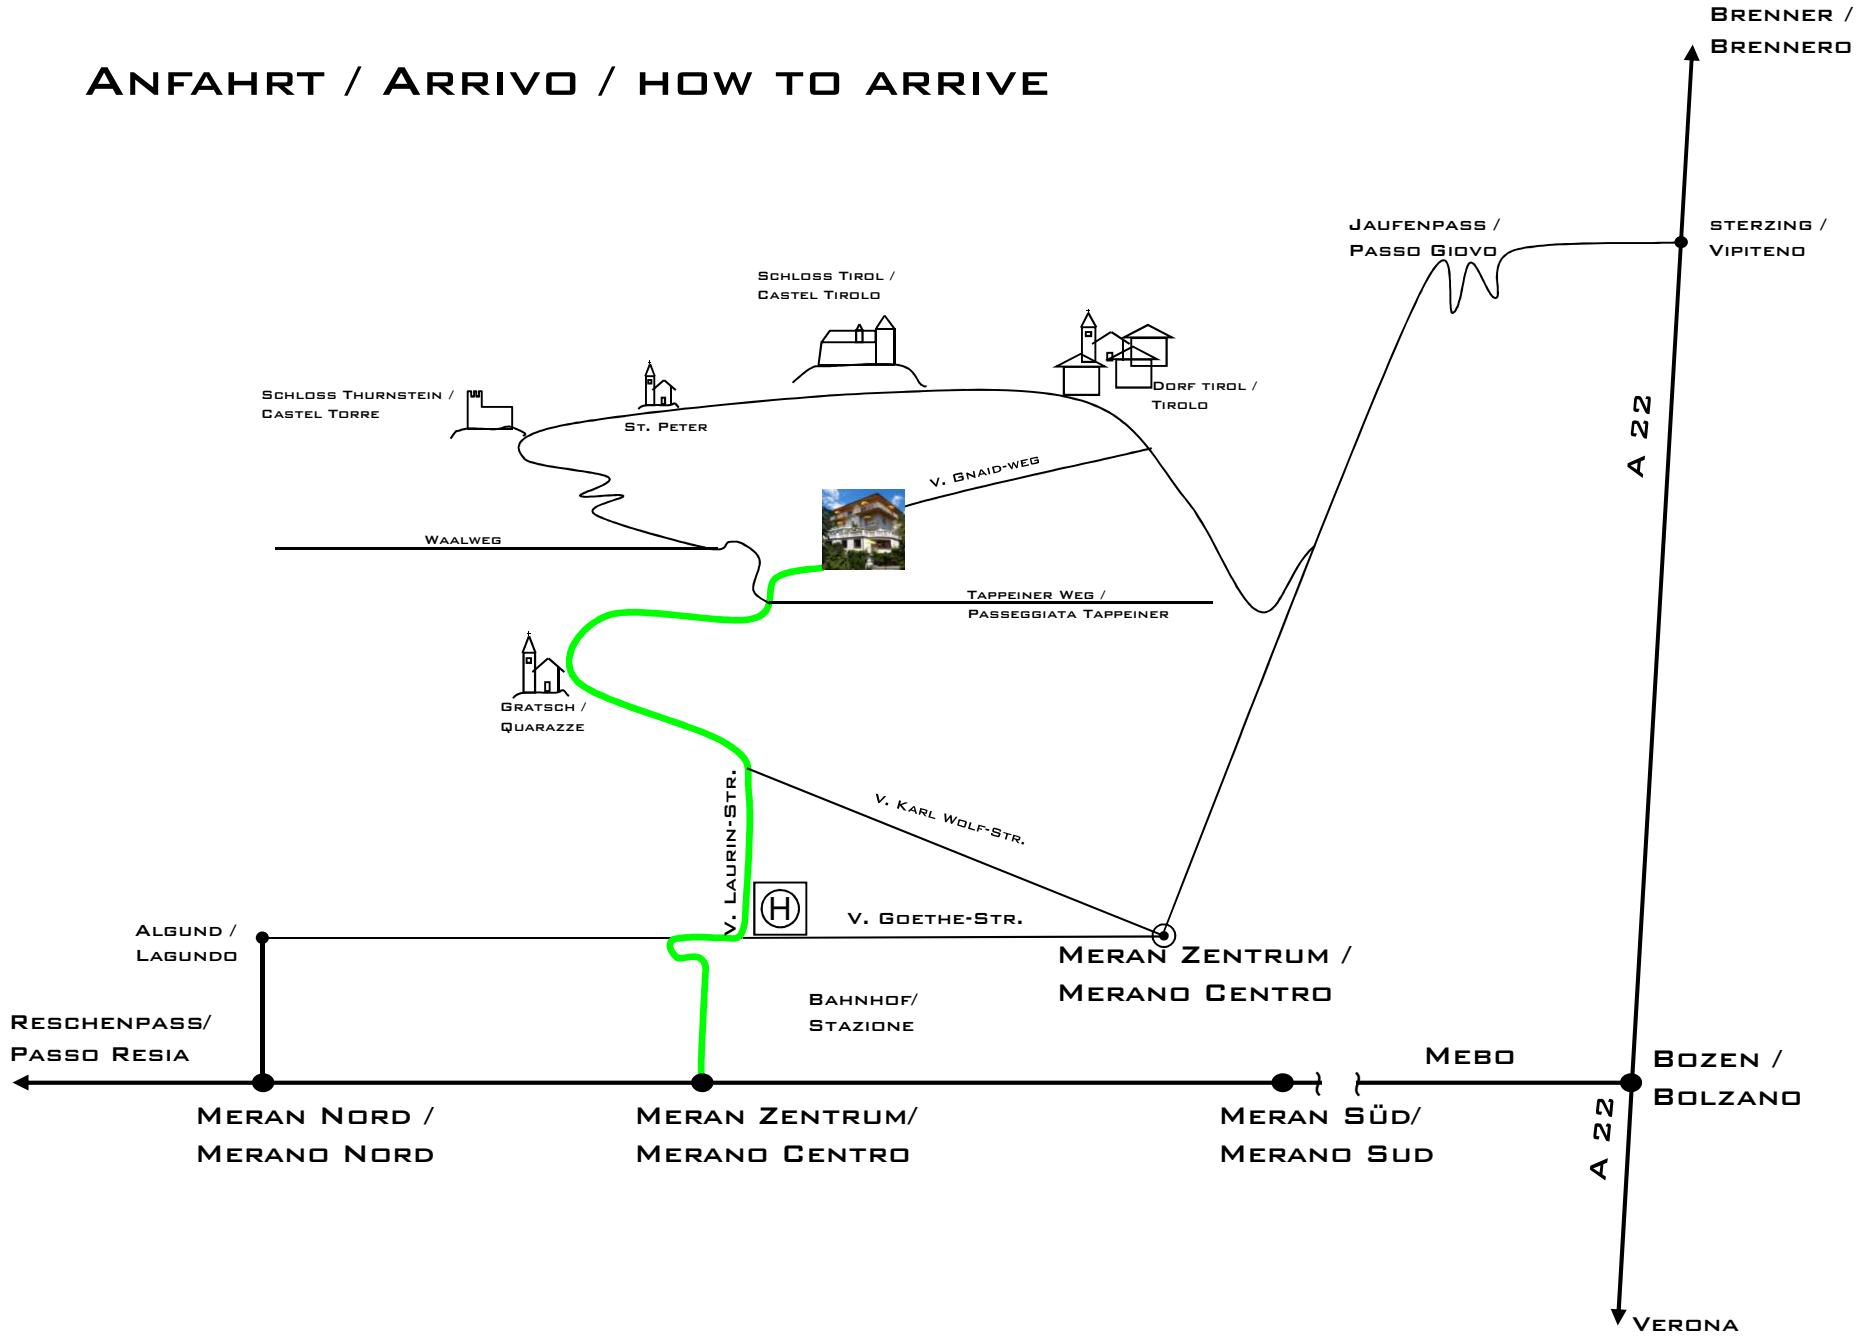 Brenner /
Brennero
Anfahrt / Arrivo / how to arrive
Jaufenpass /
Passo Giovo
sterzing /
Vipiteno
Schloss Tirol /
Castel Tirolo
Schloss Thurnstein /
Castel Torre
St. Peter
Dorf tirol /
Tirolo
A 22
V. Gnaid-weg
Waalweg
Tappeiner Weg /
Passeggiata Tappeiner
Gratsch /
Quarazze
V. Laurin-Str.
V. Karl Wolf-Str.
H
V. Goethe-Str.
Algund /
Lagundo
Meran Zentrum /
Merano Centro
Bahnhof/
Stazione
Reschenpass/
Passo Resia
Mebo
Bozen /
Bolzano
Meran Nord /
Merano Nord
Meran Zentrum/
Merano Centro
Meran Süd/
Merano Sud
A 22
Verona